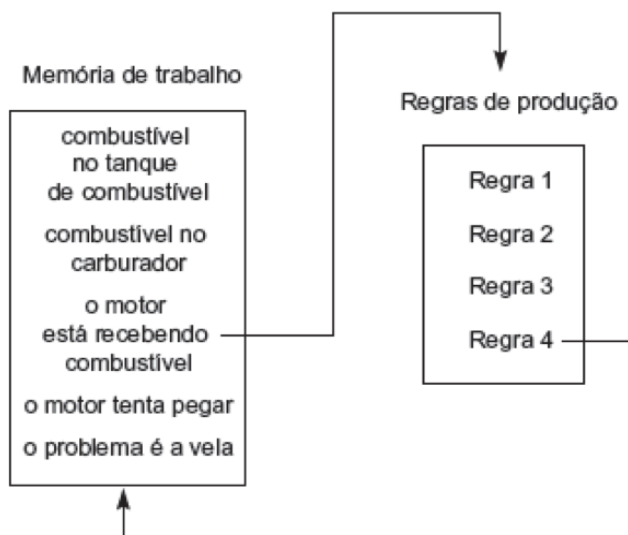 Memória de trabalho
combustível
no tanque
de combustível
combustível no
carburador
o motor
está recebendo
combustível
o motor tenta pegar
o problema é a vela
Regras de produção
Regra 1
Regra 2
Regra 3
Regra 4